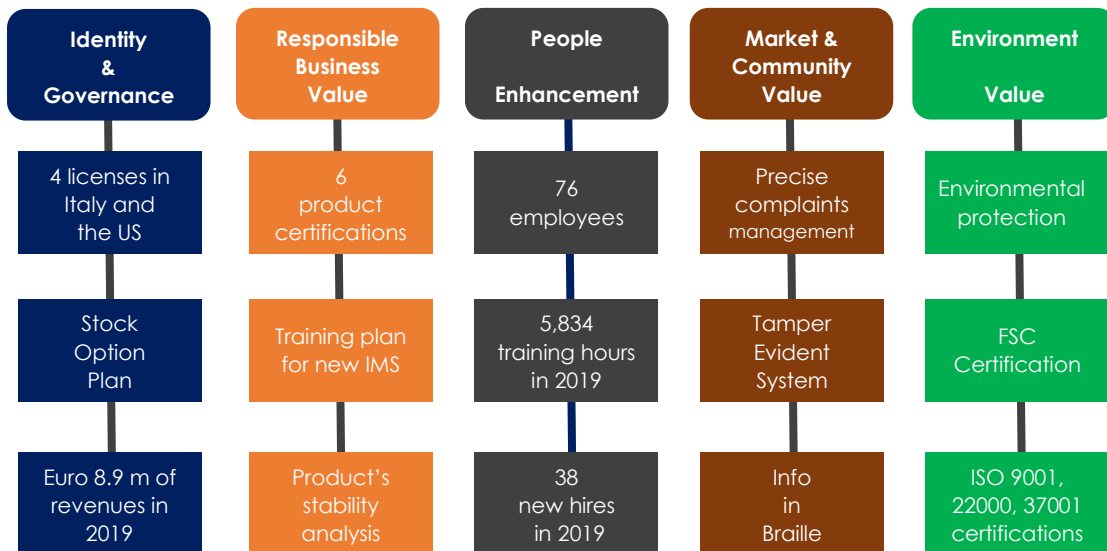 Identity
&
Governance
4 licenses in
Italy and
the US
Stock
Option
Plan
Euro 8.9 m of
revenues in
2019
Responsible
Business
Value
6
product
certifications
Training plan
for new IMS
Product's
stability
analysis
People
Enhancement
76
employees
5,834
training hours
in 2019
38
new hires
in 2019
Market &
Community
Value
Precise
complaints
management
Tamper
Evident
System
Info
in
Braille
Environment
Value
Environmental
protection
FSC
Certification
ISO 9001,
22000, 37001
certifications